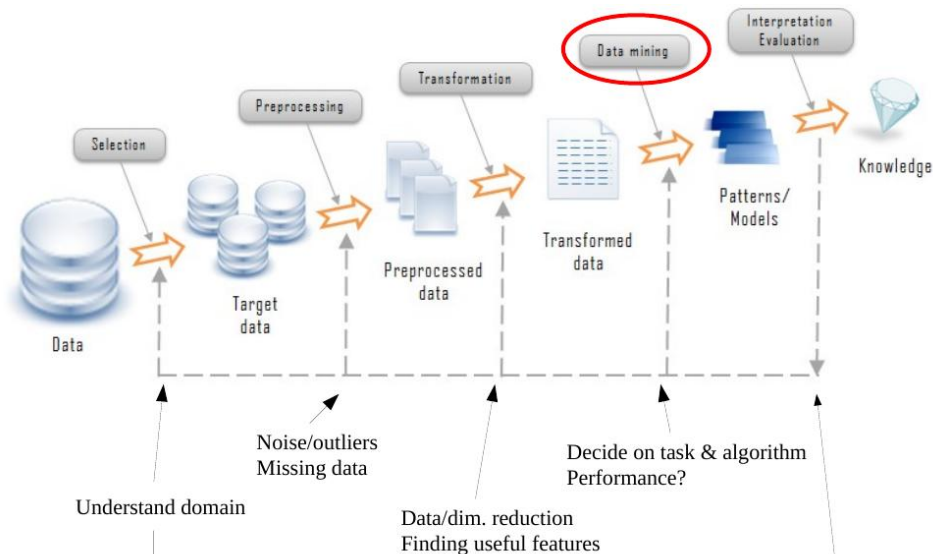 Interpretation
Evaluation
Data mining
Transformation
Preprocessing
Selection
Knowledge
Patterns/
Models
Transformed
data
Preprocessed
data
Target
data
Data
Noise/outliers
Missing data
Decide on task & algorithm
Performance?
Understand domain
Data/dim. reduction
Finding useful features